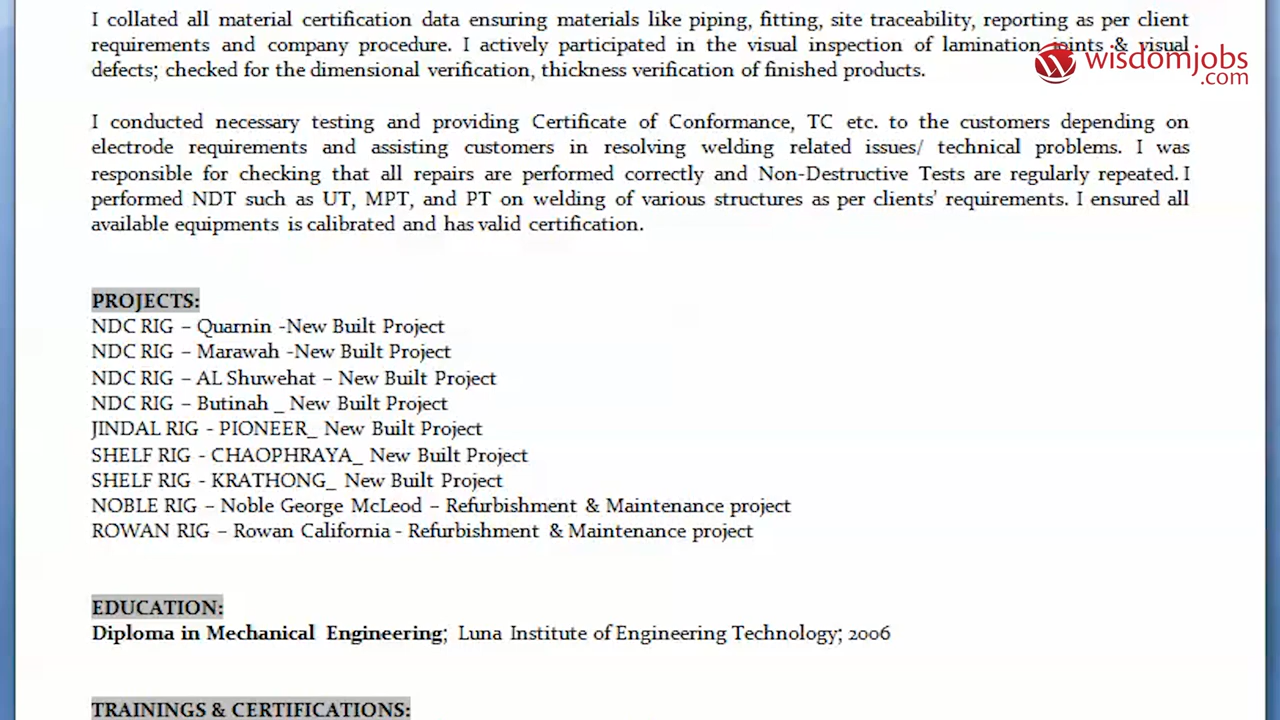 I collated all material certification data ensuring materials like piping, fitting, site traceability, reporting as per client
requirements and company procedure. I actively participated in the visual inspection of lamination joints & visual
defects; checked for the dimensional verification, thickness verification of finished products.
wisdomjobs
.com
I conducted necessary testing and providing Certificate of Conformance, TC etc. to the customers depending on
electrode requirements and assisting customers in resolving welding related issues/ technical problems. I was
responsible for checking that all repairs are performed correctly and Non-Destructive Tests are regularly repeated. I
performed NDT such as UT, MPT, and PT on welding of various structures as per clients' requirements. I ensured all
available equipments is calibrated and has valid certification.
PROJECTS:
NDC RIG – Quarnin -New Built Project
NDC RIG – Marawah -New Built Project
NDC RIG – AL Shuwehat – New Built Project
NDC RIG – Butinah _ New Built Project
JINDAL RIG - PIONEER_ New Built Project
SHELF RIG - CHAOPHRAYA_ New Built Project
SHELF RIG - KRATHONG_ New Built Project
NOBLE RIG – Noble George McLeod – Refurbishment & Maintenance project
ROWAN RIG – Rowan California - Refurbishment & Maintenance project
EDUCATION:
Diploma in Mechanical Engineering; Luna Institute of Engineering Technology; 2006
TRAININGS & CERTIFICATIONS: